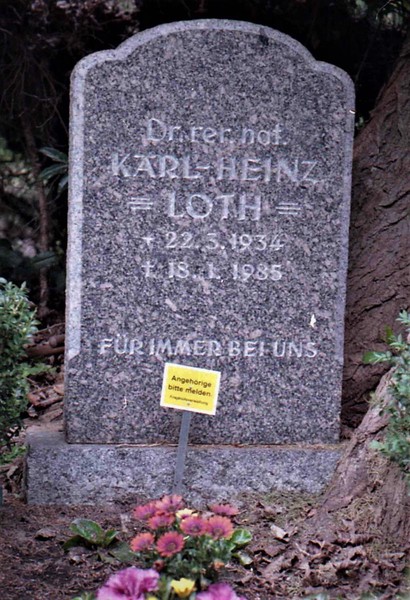 Dr. rer. nat.
KARL-HEINZ
= LOTH =
* 22.3.1934
† 18.1.1985
FÜR IMMER BEI UNS
Angehörige
bitte melden.
Friedhofsverwaltung